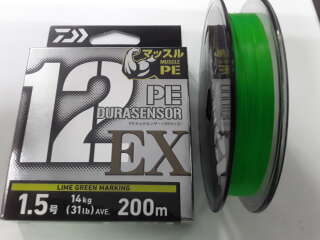 マッスル
MUSCLE
PE
12
PE
DURASENSOR
EX
LIME GREEN MARKING
1.5号
14kg
(31lb)AVE.
200m